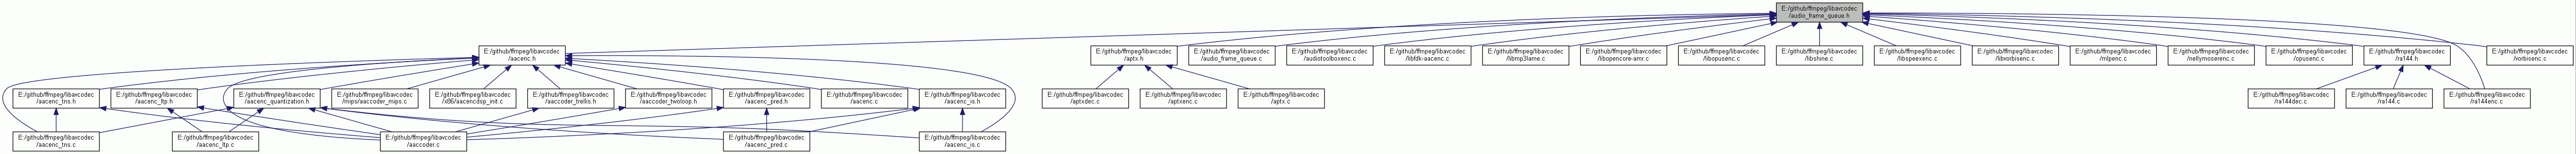 E:/github/ffmpeg/libavcodec
/audio_frame_queue.h
E:/github/ffmpeg/libavcodec
/aacenc.h
E:/github/ffmpeg/libavcodec
/aptx.h
E:/github/ffmpeg/libavcodec
/audio_frame_queue.c
E:/github/ffmpeg/libavcodec
/audiotoolboxenc.c
E:/github/ffmpeg/libavcodec
/libfdk-aacenc.c
E:/github/ffmpeg/libavcodec
/libmp3lame.c
E:/github/ffmpeg/libavcodec
/libopencore-amr.c
E:/github/ffmpeg/libavcodec
/libopusenc.c
E:/github/ffmpeg/libavcodec
/libshine.c
E:/github/ffmpeg/libavcodec
/libspeexenc.c
E:/github/ffmpeg/libavcodec
/libvorbisenc.c
E:/github/ffmpeg/libavcodec
/mlpenc.c
E:/github/ffmpeg/libavcodec
/nellymoserenc.c
E:/github/ffmpeg/libavcodec
/opusenc.c
E:/github/ffmpeg/libavcodec
/ra144.h
E:/github/ffmpeg/libavcodec
/vorbisenc.c
E:/github/ffmpeg/libavcodec
/aacenc_tns.h
E:/github/ffmpeg/libavcodec
/aacenc_ltp.h
E:/github/ffmpeg/libavcodec
/aacenc_quantization.h
E:/github/ffmpeg/libavcodec
/mips/aaccoder_mips.c
E:/github/ffmpeg/libavcodec
/x86/aacencdsp_init.c
E:/github/ffmpeg/libavcodec
/aaccoder_trellis.h
E:/github/ffmpeg/libavcodec
/aaccoder_twoloop.h
E:/github/ffmpeg/libavcodec
/aacenc_pred.h
E:/github/ffmpeg/libavcodec
/aacenc.c
E:/github/ffmpeg/libavcodec
/aacenc_is.h
E:/github/ffmpeg/libavcodec
/aptxdec.c
E:/github/ffmpeg/libavcodec
/aptxenc.c
E:/github/ffmpeg/libavcodec
/aptx.c
E:/github/ffmpeg/libavcodec
/ra144dec.c
E:/github/ffmpeg/libavcodec
/ra144.c
E:/github/ffmpeg/libavcodec
/ra144enc.c
E:/github/ffmpeg/libavcodec
/aacenc_tns.c
E:/github/ffmpeg/libavcodec
/aacenc_ltp.c
E:/github/ffmpeg/libavcodec
/aaccoder.c
E:/github/ffmpeg/libavcodec
/aacenc_pred.c
E:/github/ffmpeg/libavcodec
/aacenc_is.c